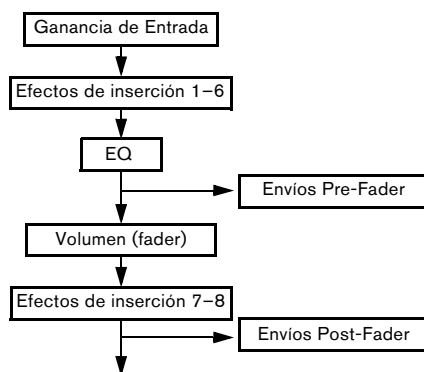 Ganancia de Entrada
Efectos de inserción 1–6
EQ
Envíos Pre-Fader
Volumen (fader)
Efectos de inserción 7–8
Envíos Post-Fader